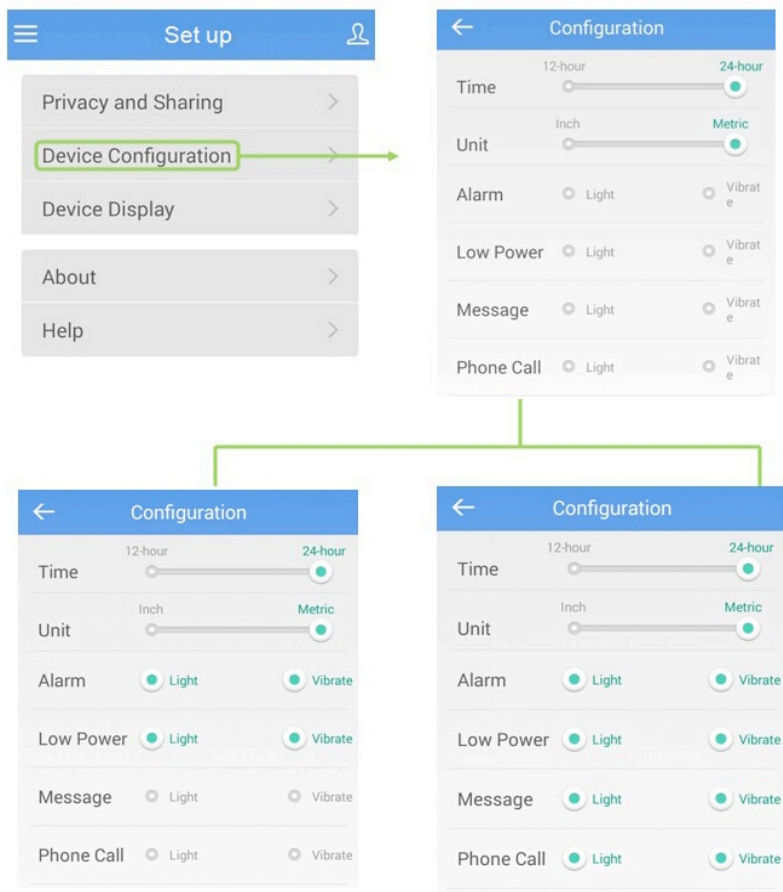 Set up
Privacy and Sharing
Device Configuration
Device Display
About
Help
Configuration
12-hour 24-hour
Time
Inch Metric
Unit
Alarm Light Vibrat
e
Low Power Light Vibrat
e
Message Light Vibrat
e
Phone Call Light Vibrat
e
Configuration
12-hour 24-hour
Time
Inch Metric
Unit
Alarm Light Vibrate
Low Power Light Vibrate
Message Light Vibrate
Phone Call Light Vibrate
Configuration
12-hour 24-hour
Time
Inch Metric
Unit
Alarm Light Vibrate
Low Power Light Vibrate
Message Light Vibrate
Phone Call Light Vibrate